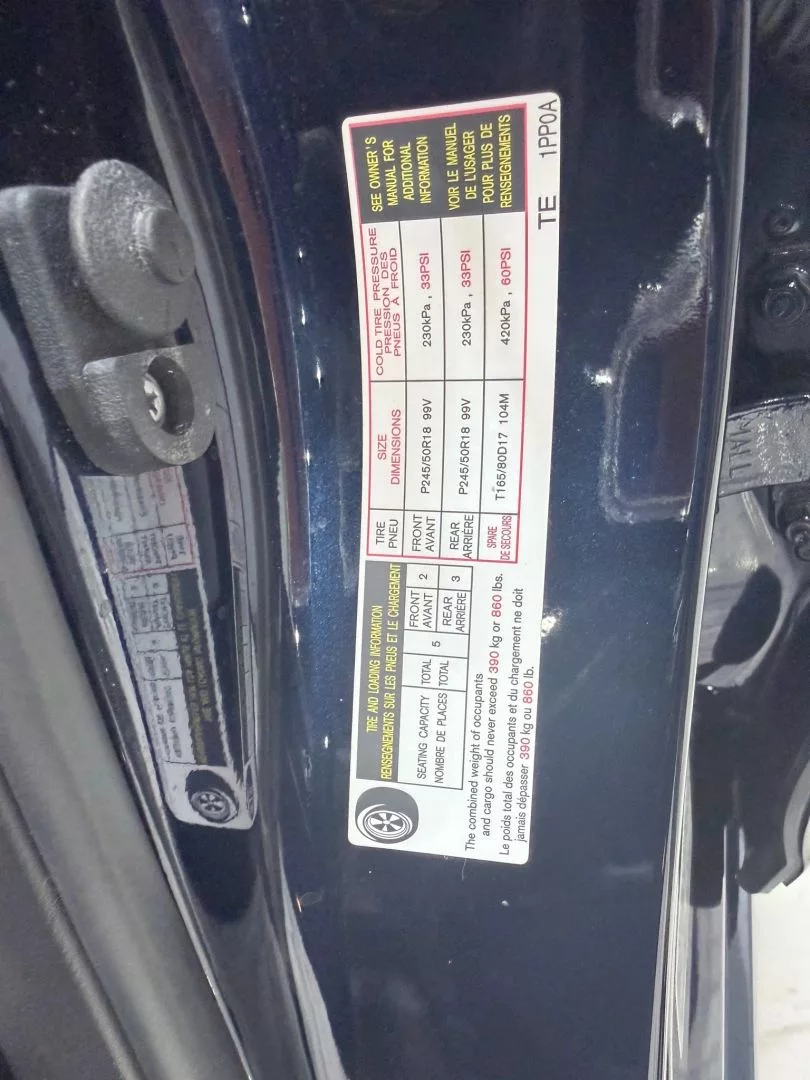 TIRE AND LOADING INFORMATION
RENSEIGNEMENTS SUR LES PNEUS ET LE CHARGEMENT
SEATING CAPACITY
NOMBRE DE PLACES
TOTAL
TOTAL
5
FRONT
AVANT
2
REAR
ARRIÈRE
3
The combined weight of occupants
and cargo should never exceed 390 kg or 860 lbs.
Le poids total des occupants et du chargement ne doit
jamais dépasser 390 kg ou 860 lb.
TIRE
PNEU
SIZE
DIMENSIONS
COLD TIRE PRESSURE
PRESSION DES
PNEUS À FROID
FRONT
AVANT
P245/50R18 99V
230kPa, 33PSI
REAR
ARRIÈRE
P245/50R18 99V
230kPa, 33PSI
SPARE
DE SECOURS
T165/80D17 104M
420kPa, 60PSI
SEE OWNER'S
MANUAL FOR
ADDITIONAL
INFORMATION
VOIR LE MANUEL
DE L'USAGER
POUR PLUS DE
RENSEIGNEMENTS
TE 1PP0A